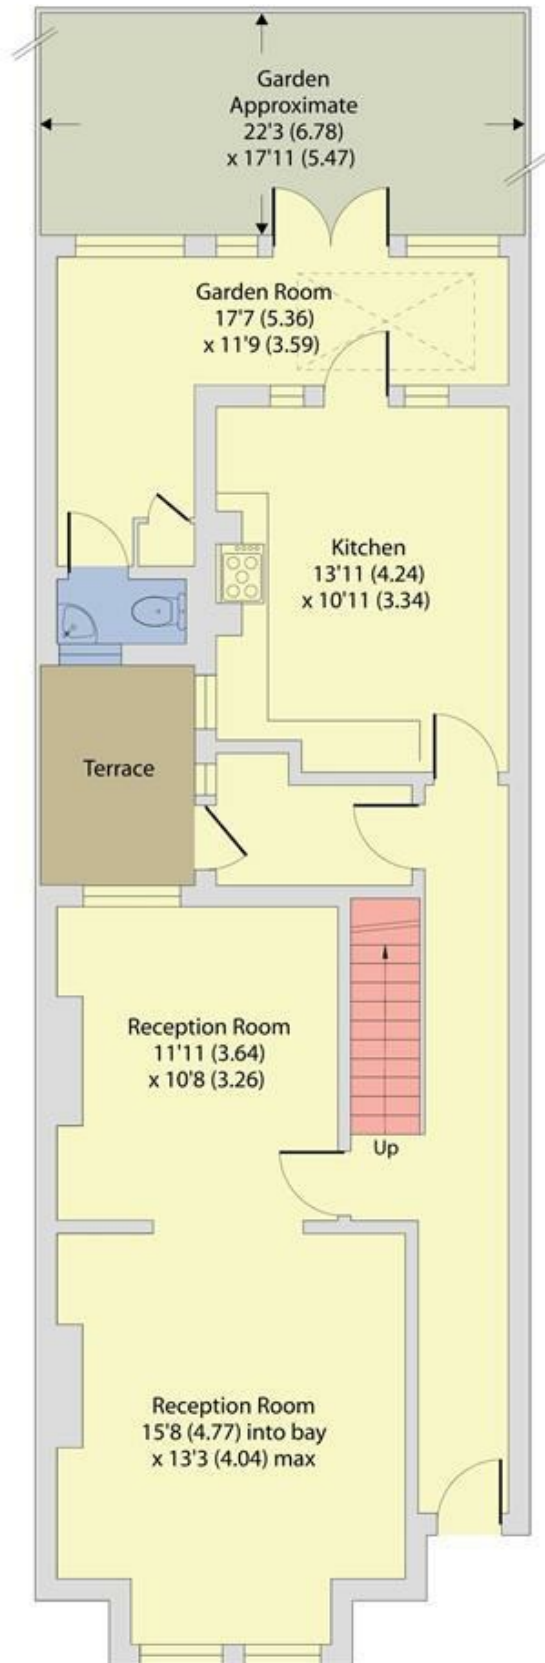 Garden
Approximate
22'3 (6.78)
x 17'11 (5.47)
Garden Room
17'7 (5.36)
x 11'9 (3.59)
Kitchen
13'11 (4.24)
x 10'11 (3.34)
Terrace
Reception Room
11'11 (3.64)
x 10'8 (3.26)
Up
Reception Room
15'8 (4.77) into bay
x 13'3 (4.04) max